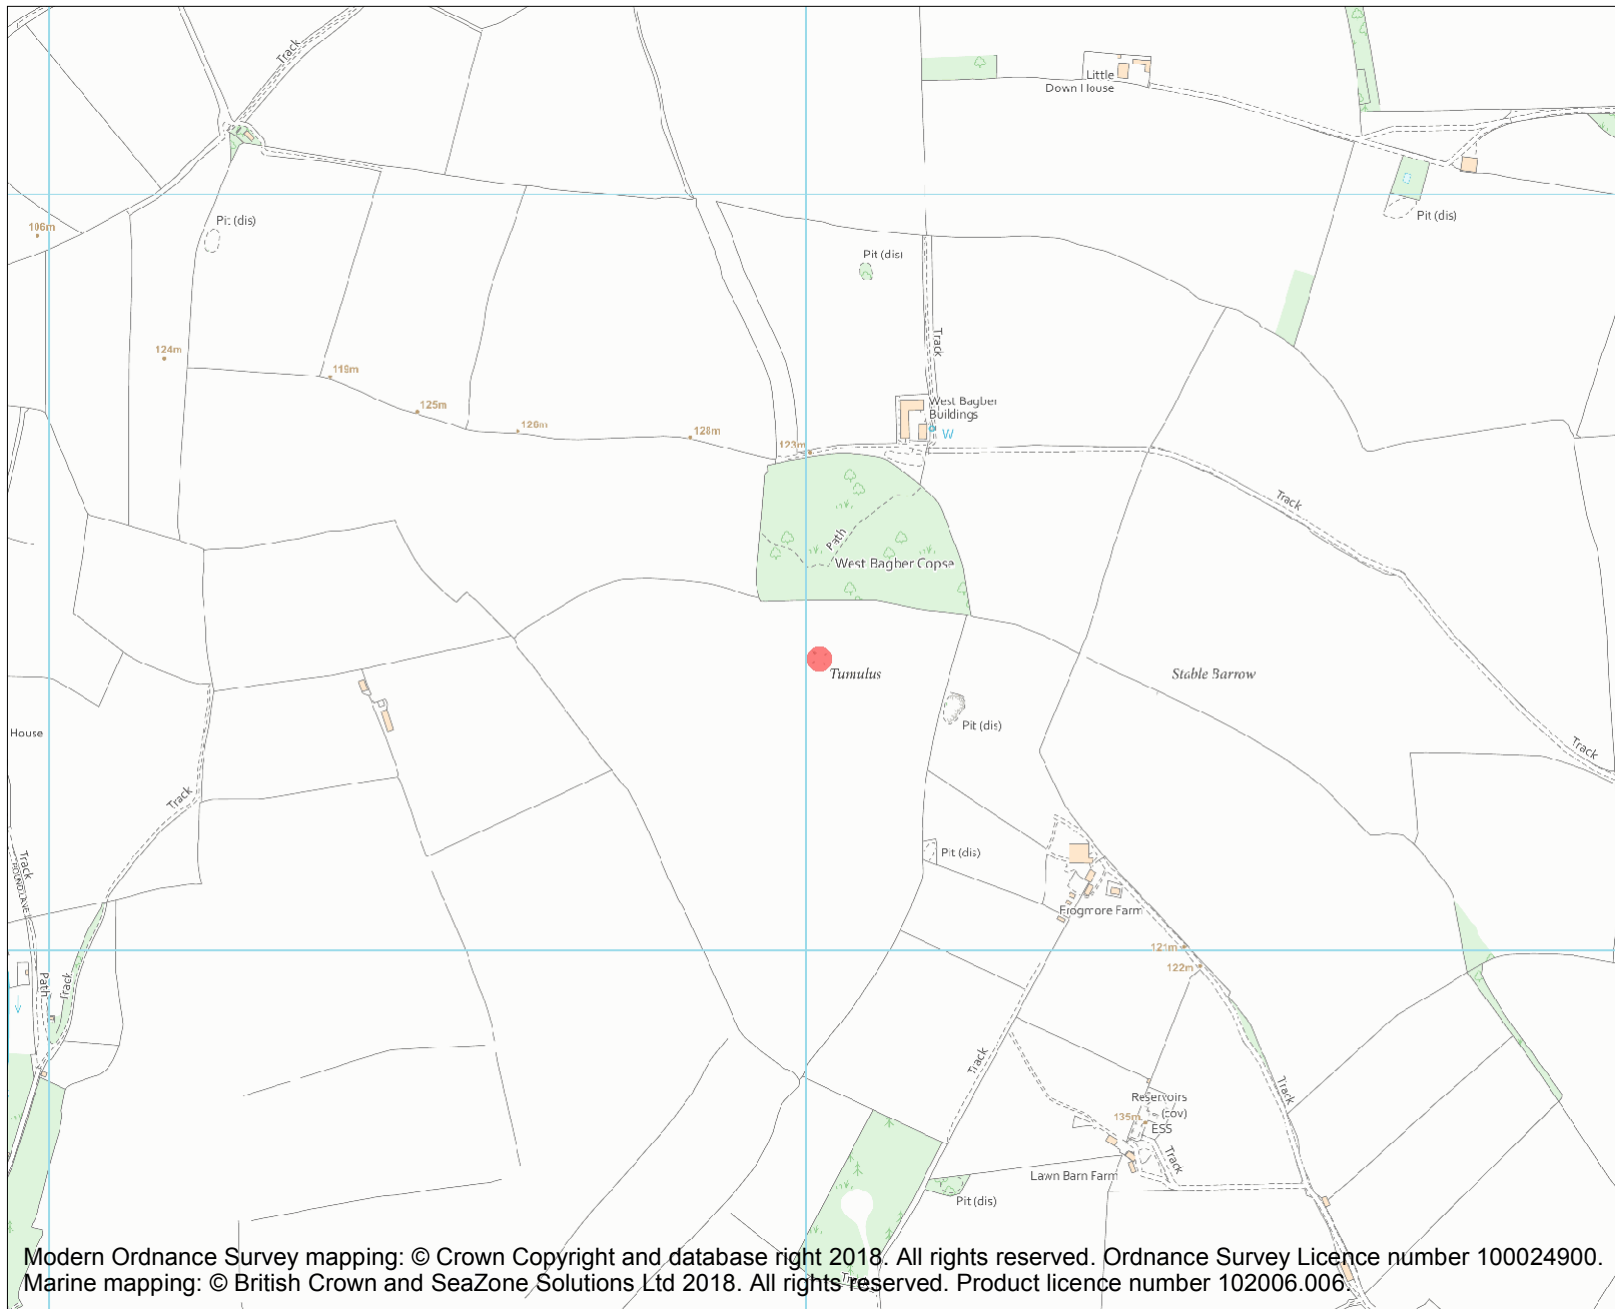 Track
Little
Down House
106m
Pit (dis)
Pit (dis)
Pit (dis)
Track
124m
119m
125m
126m
128m
123m
West Bagber
Buildings
W
Track
Path
West Bagber Copse
Tumulus
Stable Barrow
Pit (dis)
House
Track
Track
Track
Pit (dis)
Frogmore Farm
121m
122m
Path
Track
Track
Track
Reservoirs
(cov)
135m
ESS
Track
Lawn Barn Farm
Pit (dis)
Track
Modern Ordnance Survey mapping: © Crown Copyright and database right 2018. All rights reserved. Ordnance Survey Licence number 100024900.
Marine mapping: © British Crown and SeaZone Solutions Ltd 2018. All rights reserved. Product licence number 102006.006.